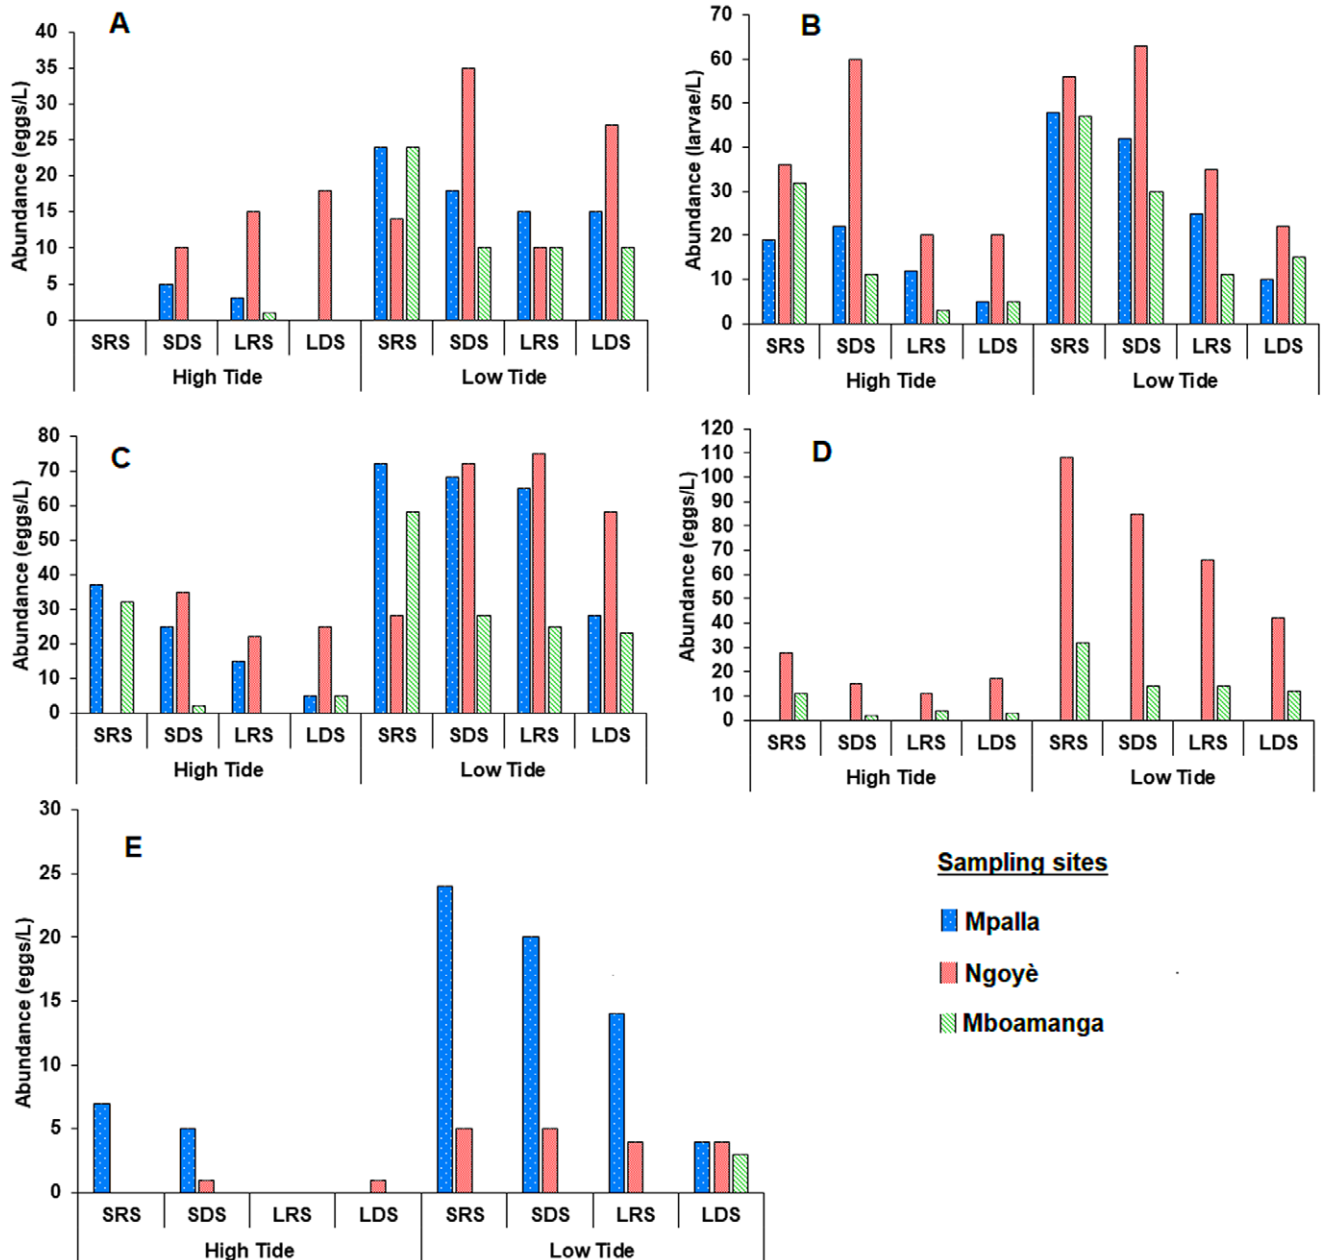 A
Abundance (eggs/L)
40
35
30
25
20
15
10
5
0
SRS SDS LRS LDS SRS SDS LRS LDS
High Tide Low Tide
B
Abundance (larvae/L)
70
60
50
40
30
20
10
0
SRS SDS LRS LDS SRS SDS LRS LDS
High Tide Low Tide
C
Abundance (eggs/L)
80
70
60
50
40
30
20
10
0
SRS SDS LRS LDS SRS SDS LRS LDS
High Tide Low Tide
D
Abundance (eggs/L)
120
110
100
90
80
70
60
50
40
30
20
10
0
SRS SDS LRS LDS SRS SDS LRS LDS
High Tide Low Tide
E
Abundance (eggs/L)
30
25
20
15
10
5
0
SRS SDS LRS LDS SRS SDS LRS LDS
High Tide Low Tide
Sampling sites
Mpalla
Ngoyè
Mboamanga